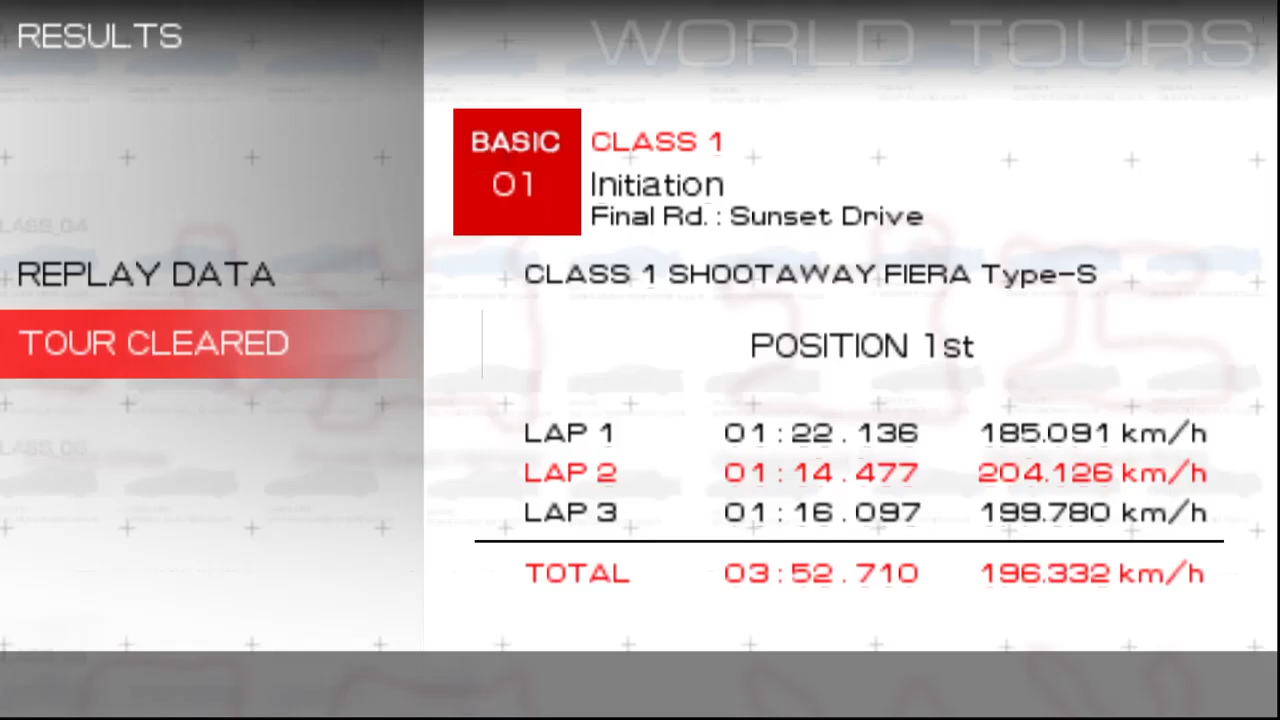 RESULTS
WORLD TOURS
BASIC
01
CLASS 1
Initiation
Final Rd. : Sunset Drive
CLASS_04
REPLAY DATA
CLASS 1 SHOOTAWAY FIERA Type-S
TOUR CLEARED
POSITION 1st
LAP 1 01 : 22 . 136 185.091 km/h
LAP 2 01 : 14 . 477 204.126 km/h
LAP 3 01 : 16 . 097 199.780 km/h
TOTAL 03 : 52 . 710 196.332 km/h